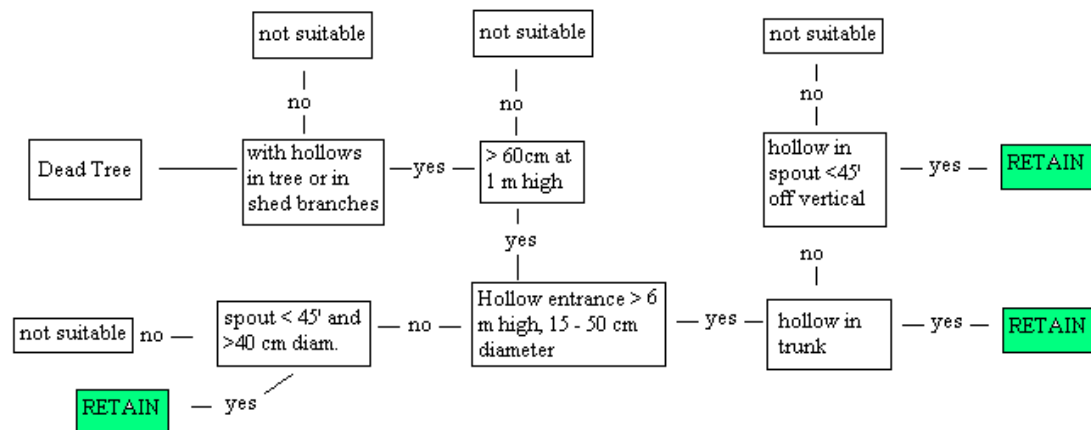 not suitable
not suitable
not suitable
no
no
no
Dead Tree
with hollows
in tree or in
shed branches
yes
> 60cm at
1 m high
hollow in
spout <45'
off vertical
yes
RETAIN
yes
no
not suitable
no
spout < 45' and
>40 cm diam.
no
Hollow entrance > 6
m high, 15 - 50 cm
diameter
yes
hollow in
trunk
yes
RETAIN
RETAIN
yes